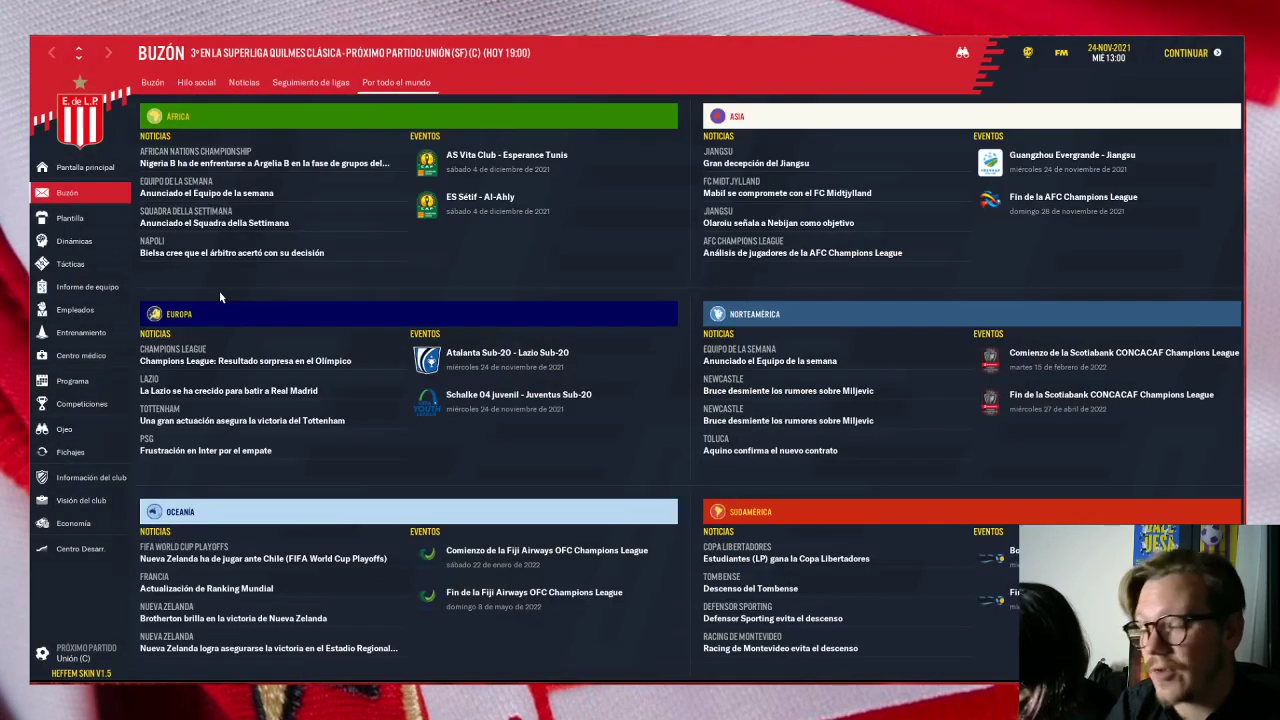 BUZÓN
3º EN LA SUPERLIGA QUILMES CLÁSICA - PRÓXIMO PARTIDO: UNIÓN (SF) (C) (HOY 19:00)
FM
24-NOV-2021
MIÉ 13:00
CONTINUAR
Buzón
Hilo social
Noticias
Seguimiento de ligas
Por todo el mundo
E. de L.P.
Pantalla principal
Buzón
Plantilla
Dinámicas
Tácticas
Informe de equipo
Empleados
Entrenamiento
Centro médico
Programa
Competiciones
Ojeo
Fichajes
Información del club
Visión del club
Economía
Centro Desarr.
PRÓXIMO PARTIDO
Unión (C)
HEFFEM SKIN V1.5
ÁFRICA
NOTICIAS
AFRICAN NATIONS CHAMPIONSHIP
Nigeria B ha de enfrentarse a Argelia B en la fase de grupos del...
EQUIPO DE LA SEMANA
Anunciado el Equipo de la semana
SQUADRA DELLA SETTIMANA
Anunciado el Squadra della Settimana
NAPOLI
Bielsa cree que el árbitro acertó con su decisión
EVENTOS
AS Vita Club - Esperance Tunis
sábado 4 de diciembre de 2021
ES Sétif - Al-Ahly
sábado 4 de diciembre de 2021
ASIA
NOTICIAS
JIANGSU
Gran decepción del Jiangsu
FC MIDTJYLLAND
Mabil se compromete con el FC Midtjylland
JIANGSU
Olaroiu señala a Nebijan como objetivo
AFC CHAMPIONS LEAGUE
Análisis de jugadores de la AFC Champions League
EVENTOS
Guangzhou Evergrande - Jiangsu
miércoles 24 de noviembre de 2021
Fin de la AFC Champions League
domingo 28 de noviembre de 2021
EUROPA
NOTICIAS
CHAMPIONS LEAGUE
Champions League: Resultado sorpresa en el Olímpico
LAZIO
La Lazio se ha crecido para batir a Real Madrid
TOTTENHAM
Una gran actuación asegura la victoria del Tottenham
PSG
Frustración en Inter por el empate
EVENTOS
Atalanta Sub-20 - Lazio Sub-20
miércoles 24 de noviembre de 2021
Schalke 04 juvenil - Juventus Sub-20
miércoles 24 de noviembre de 2021
NORTEAMÉRICA
NOTICIAS
EQUIPO DE LA SEMANA
Anunciado el Equipo de la semana
NEWCASTLE
Bruce desmiente los rumores sobre Miljevic
NEWCASTLE
Bruce desmiente los rumores sobre Miljevic
TOLUCA
Aquino confirma el nuevo contrato
EVENTOS
Comienzo de la Scotiabank CONCACAF Champions League
martes 15 de febrero de 2022
Fin de la Scotiabank CONCACAF Champions League
miércoles 27 de abril de 2022
OCEANÍA
NOTICIAS
FIFA WORLD CUP PLAYOFFS
Nueva Zelanda ha de jugar ante Chile (FIFA World Cup Playoffs)
FRANCIA
Actualización de Ranking Mundial
NUEVA ZELANDA
Brotherton brilla en la victoria de Nueva Zelanda
NUEVA ZELANDA
Nueva Zelanda logra asegurarse la victoria en el Estadio Regional...
EVENTOS
Comienzo de la Fiji Airways OFC Champions League
sábado 22 de enero de 2022
Fin de la Fiji Airways OFC Champions League
domingo 8 de mayo de 2022
SUDAMÉRICA
NOTICIAS
COPA LIBERTADORES
Estudiantes (LP) gana la Copa Libertadores
TOMBENSE
Descenso del Tombense
DEFENSOR SPORTING
Defensor Sporting evita el descenso
RACING DE MONTEVIDEO
Racing de Montevideo evita el descenso
EVENTOS